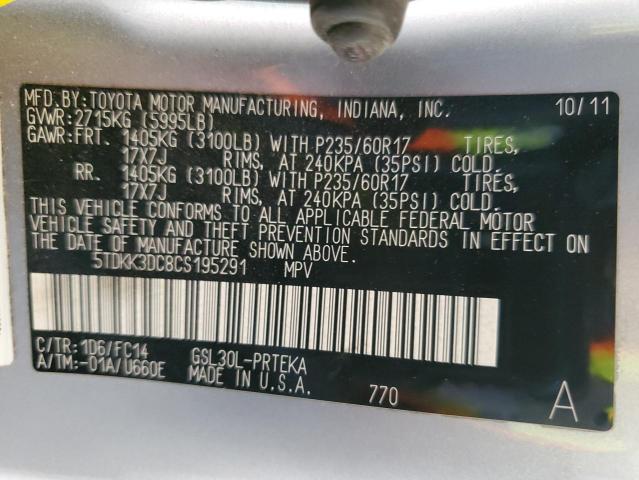 MFD.BY:TOYOTA MOTOR MANUFACTURING, INDIANA, INC. 10/11
GVWR:2715KG (5995LB)
GAWR:FRT. 1405KG (3100LB) WITH P235/60R17 TIRES,
17X7J RIMS, AT 240KPA (35PSI) COLD.
RR. 1405KG (3100LB) WITH P235/60R17 TIRES,
17X7J RIMS, AT 240KPA (35PSI) COLD.
THIS VEHICLE CONFORMS TO ALL APPLICABLE FEDERAL MOTOR
VEHICLE SAFETY AND THEFT PREVENTION STANDARDS IN EFFECT ON
THE DATE OF MANUFACTURE SHOWN ABOVE.
5TDKK3DC8CS195291 MPV
C/TR:1D6/FC14 GSL30L-PRTEKA
A/TM:-01A/U660E MADE IN U.S.A. 770 A